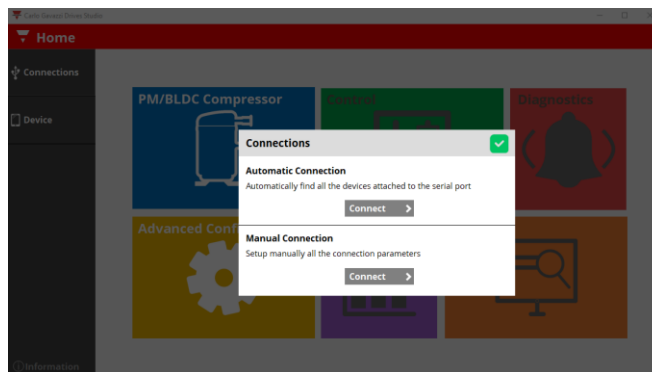 Carlo Gavazzi Drives Studio
Home
Connections
Device
PM/BLDC Compressor
Control
Diagnostics
Connections
Automatic Connection
Automatically find all the devices attached to the serial port
Connect
Manual Connection
Setup manually all the connection parameters
Connect
Advanced Conf
Information